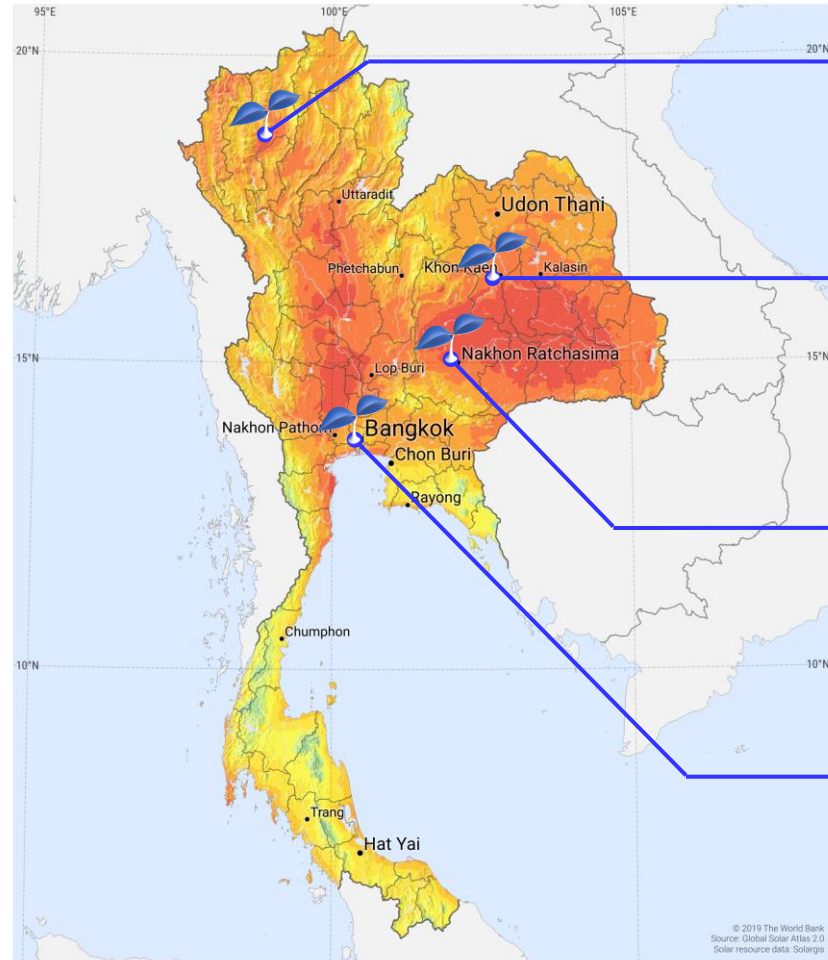 95°E 100°E 105°E
20°N 20°N
Uttaradit
Udon Thani
Phetchabun Khon Kaen Kalasin
15°N 15°N
Nakhon Ratchasima
Lop Buri
Nakhon Pathom Bangkok
Chon Buri
Rayong
Chumphon
10°N 10°N
Trang
Hat Yai
© 2019 The World Bank
Source: Global Solar Atlas 2.0
Solar resource data: Solargis